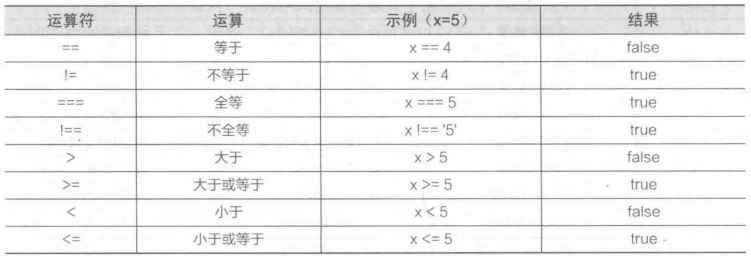 运算符 运算 示例（x=5） 结果
== 等于 x == 4 false
!= 不等于 x != 4 true
=== 全等 x === 5 true
!== 不全等 x !== '5' true
> 大于 x > 5 false
>= 大于或等于 x >= 5 true
< 小于 x < 5 false
<= 小于或等于 x <= 5 true